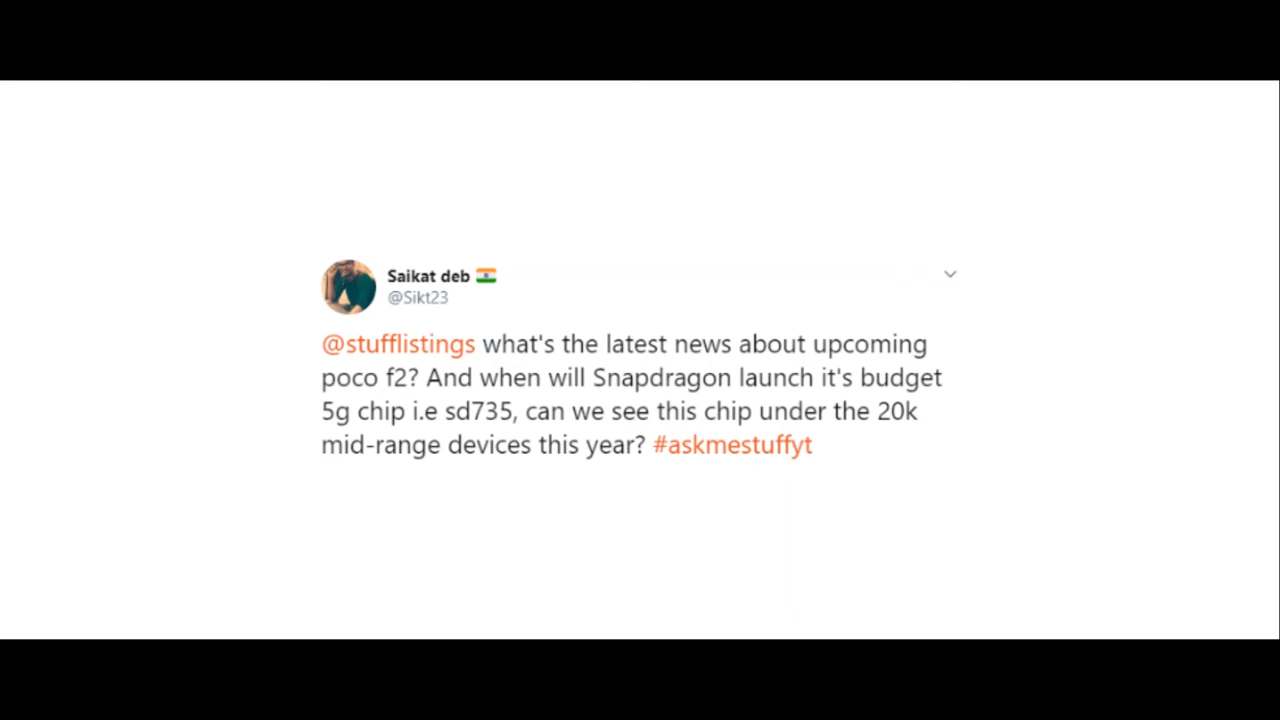 Saikat deb 🇮🇳
@Sikt23
@stufflistings what's the latest news about upcoming
poco f2? And when will Snapdragon launch it's budget
5g chip i.e sd735, can we see this chip under the 20k
mid-range devices this year? #askmestuffyt